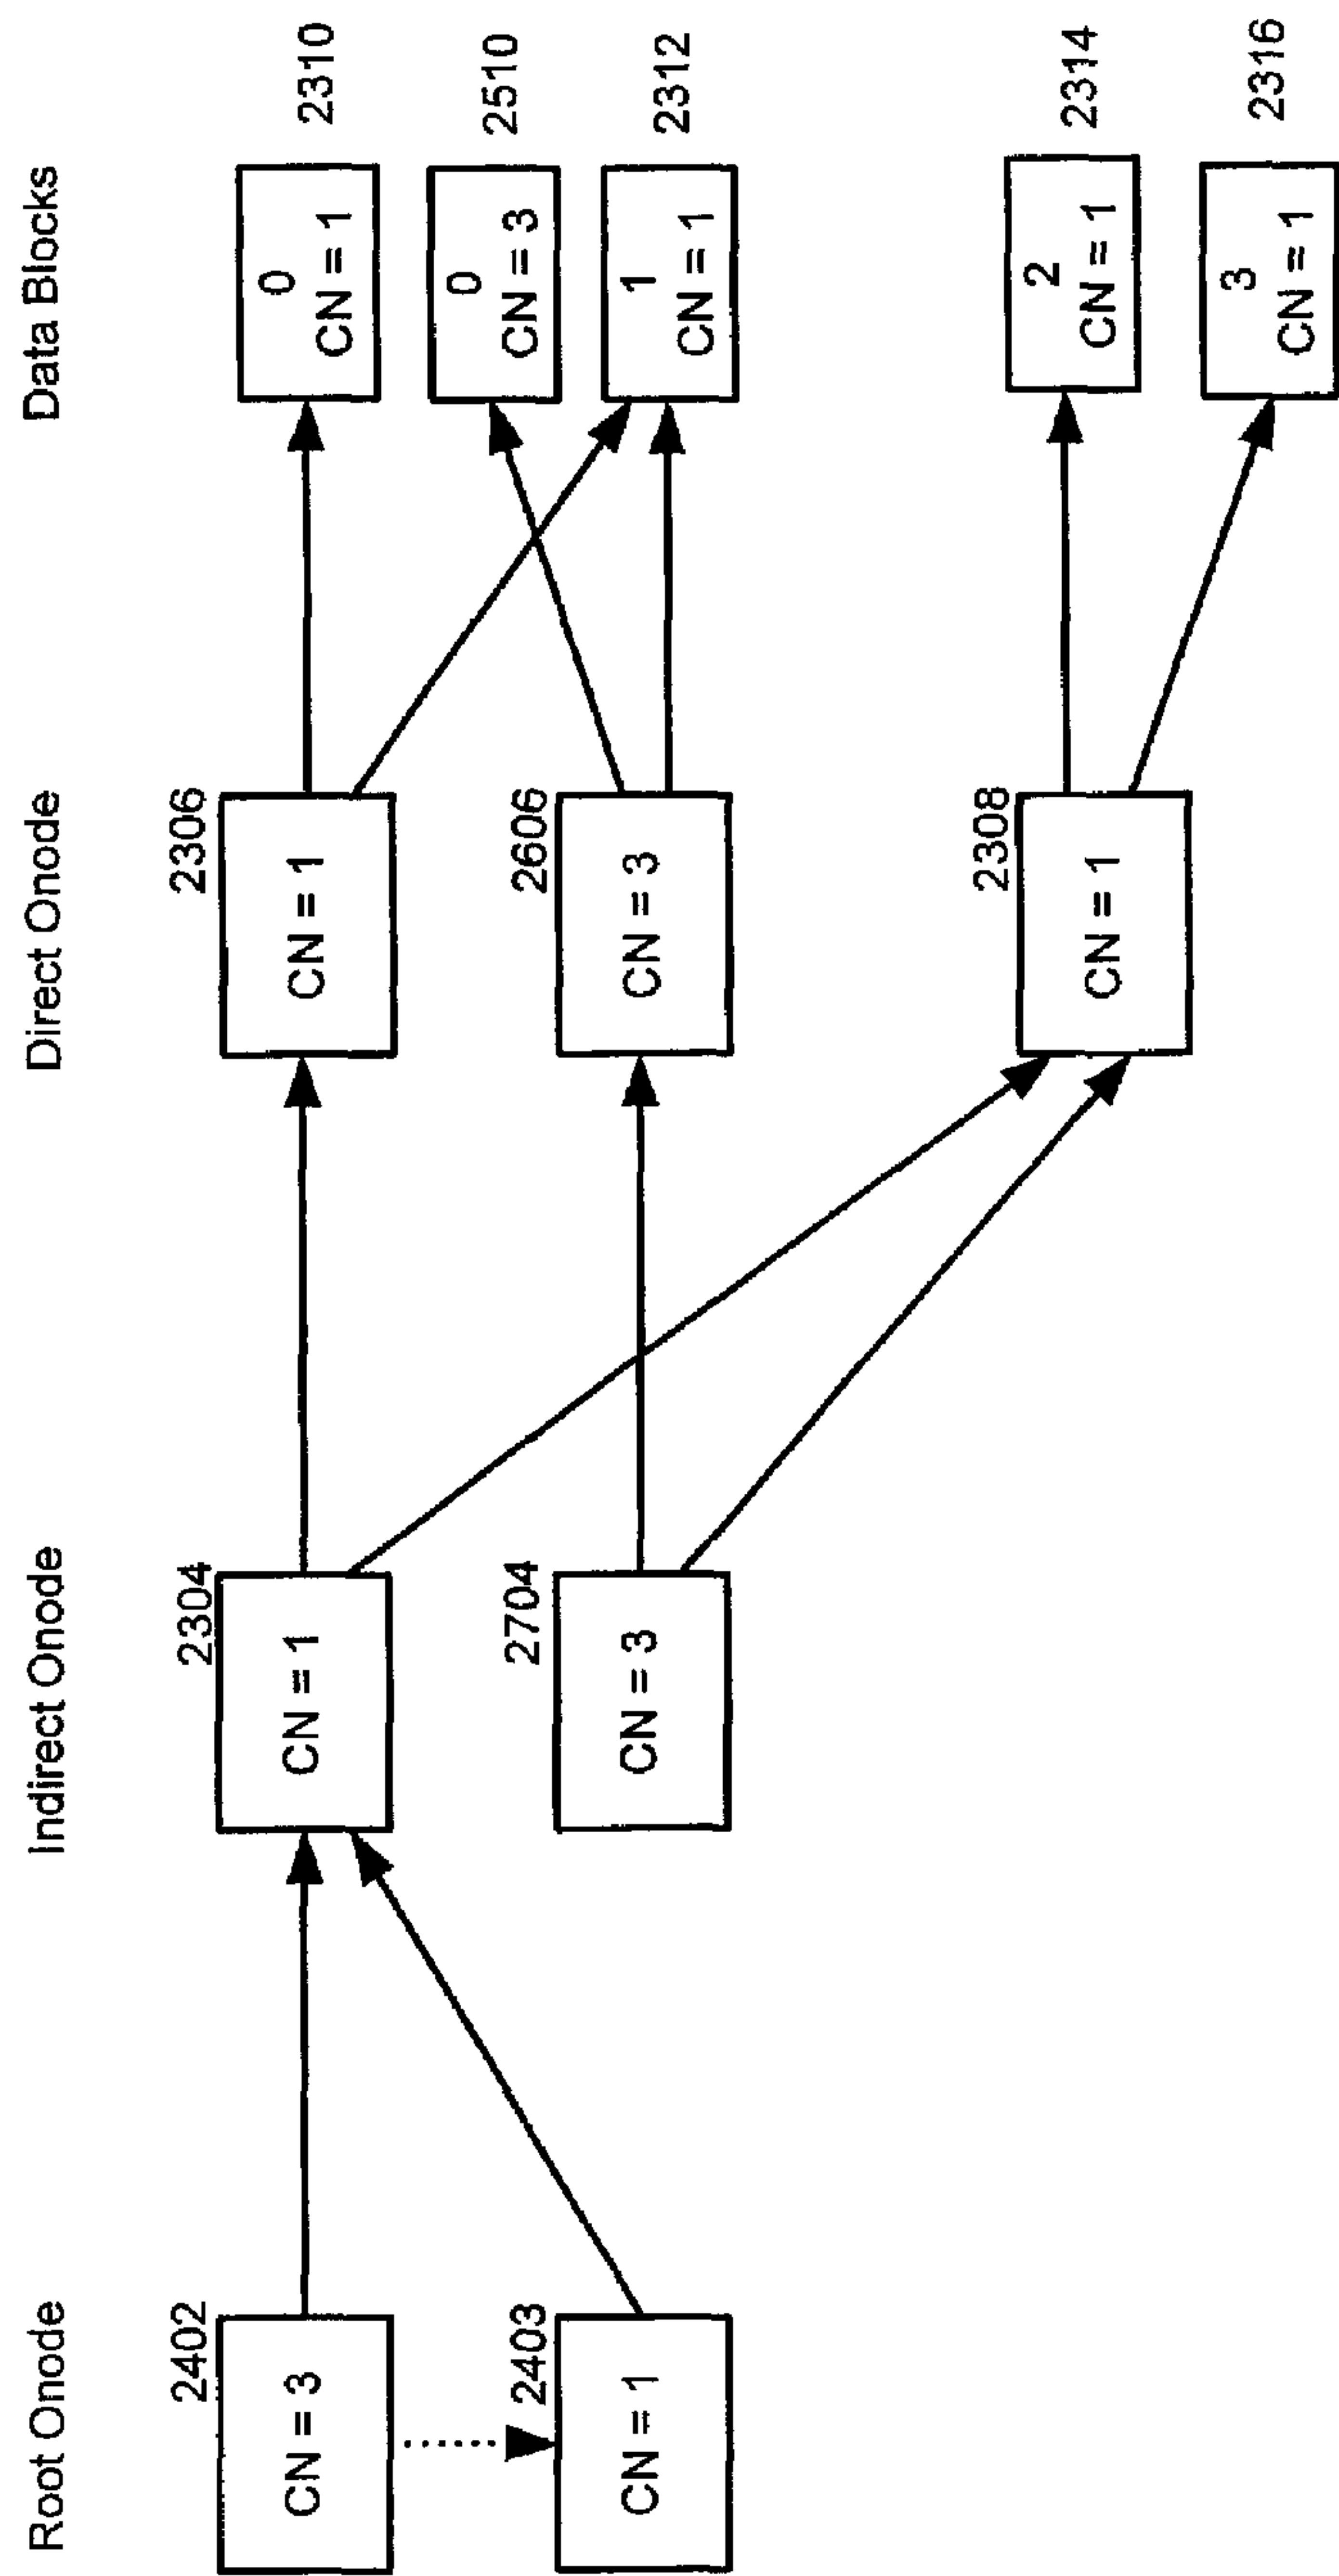 Root Onode
Indirect Onode
Direct Onode
Data Blocks
2402
CN = 3
2403
CN = 1
2304
CN = 1
2704
CN = 3
2306
CN = 1
2606
CN = 3
2308
CN = 1
0
CN = 1
2310
0
CN = 3
2510
1
CN = 1
2312
2
CN = 1
2314
3
CN = 1
2316